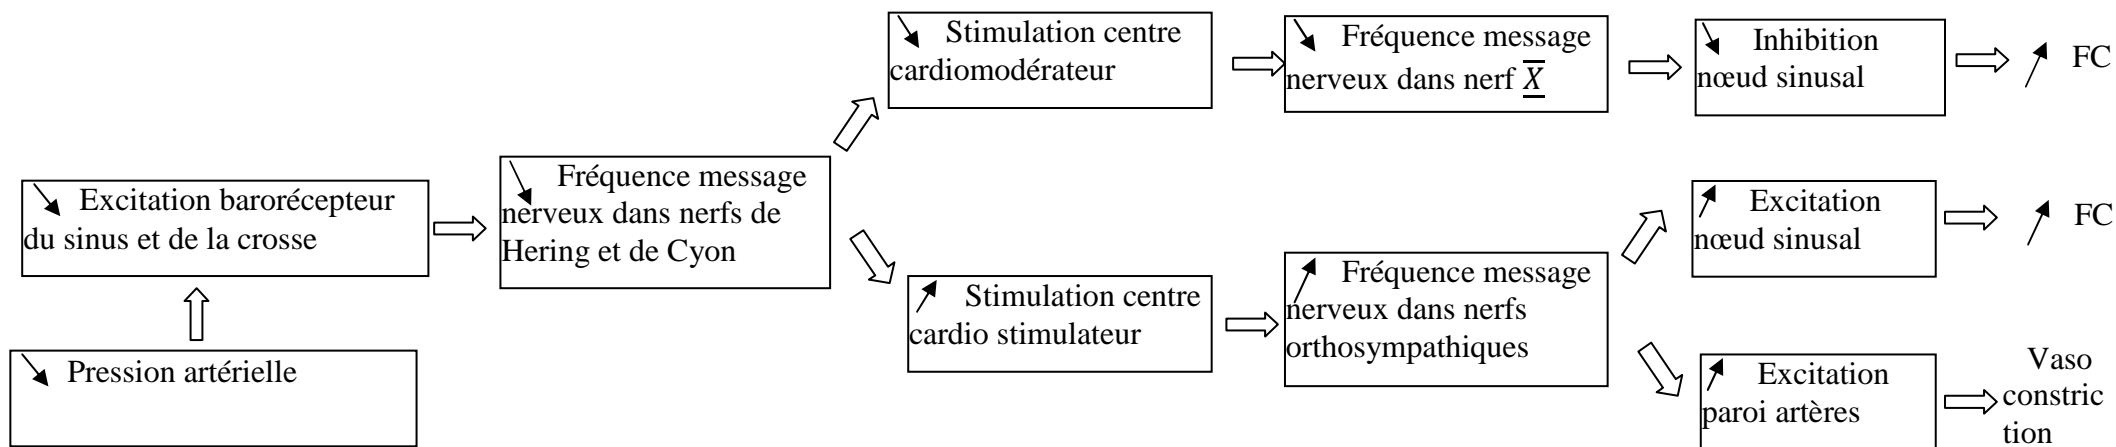 ↘ Pression artérielle
↘ Excitation barorécepteur
du sinus et de la crosse
↘ Fréquence message
nerveux dans nerfs de
Hering et de Cyon
↘ Stimulation centre
cardiomodérateur
↘ Fréquence message
nerveux dans nerf X
↘ Inhibition
nœud sinusal
↗ FC
↗ Stimulation centre
cardio stimulateur
↗ Fréquence message
nerveux dans nerfs
orthosympathiques
↗ Excitation
nœud sinusal
↗ FC
↗ Excitation
paroi artères
Vaso
constric
tion